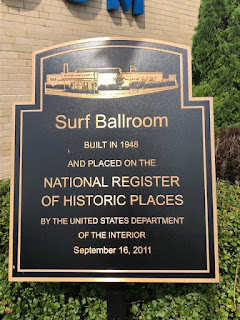 Surf Ballroom
BUILT IN 1948
AND PLACED ON THE
NATIONAL REGISTER
OF HISTORIC PLACES
BY THE UNITED STATES DEPARTMENT
OF THE INTERIOR
September 16, 2011